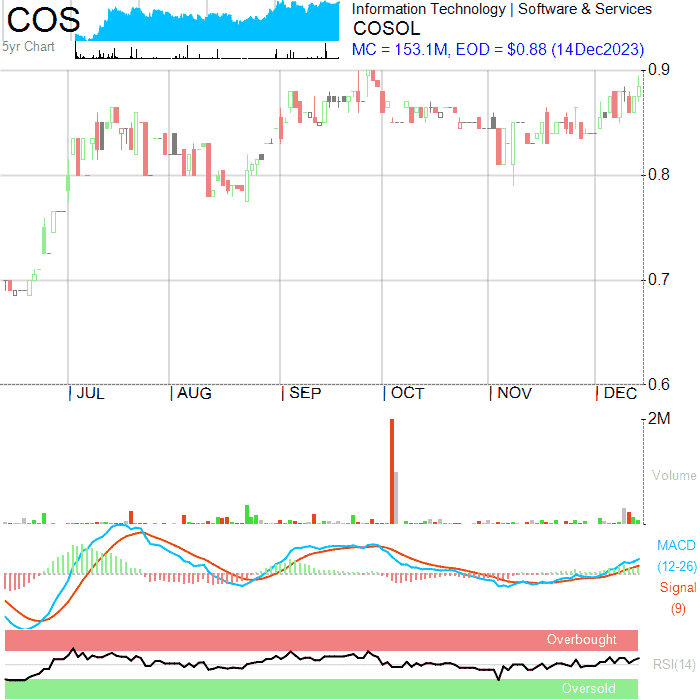 COS
5yr Chart
Information Technology | Software & Services
COSOL
MC = 153.1M, EOD = $0.88 (14Dec2023)
0.9
0.8
0.7
0.6
JUL AUG SEP OCT NOV DEC
2M
Volume
MACD
(12-26)
Signal
(9)
Overbought
RSI(14)
Oversold